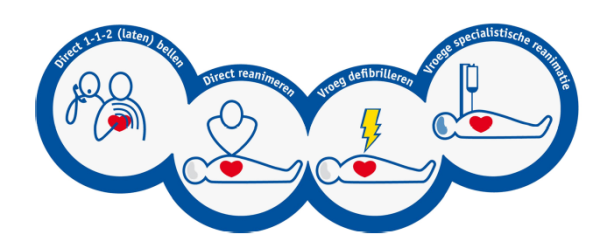 Direct 1-1-2 (laten) bellen
Direct reanimeren
Vroeg defibrilleren
Vroege specialistische reanimatie